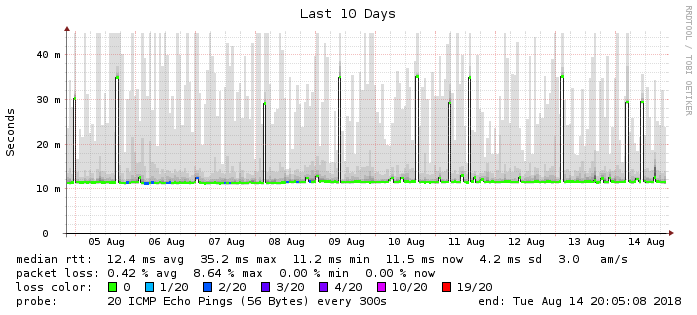 Last 10 Days
RRDTOOL / TOBI OETIKER
Seconds
40 m
30 m
20 m
10 m
0
05 Aug 06 Aug 07 Aug 08 Aug 09 Aug 10 Aug 11 Aug 12 Aug 13 Aug 14 Aug
median rtt: 12.4 ms avg 35.2 ms max 11.2 ms min 11.5 ms now 4.2 ms sd 3.0 am/s
packet loss: 0.42 % avg 8.64 % max 0.00 % min 0.00 % now
loss color: 0 1/20 2/20 3/20 4/20 10/20 19/20
probe: 20 ICMP Echo Pings (56 Bytes) every 300s end: Tue Aug 14 20:05:08 2018